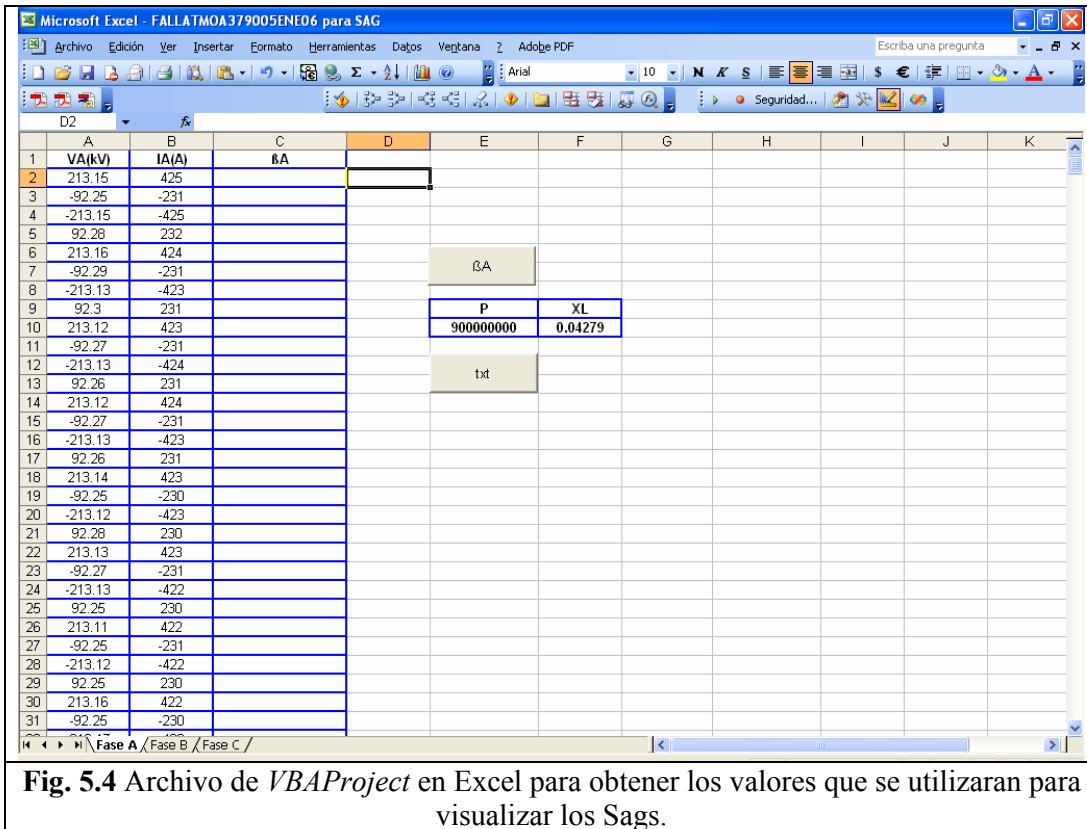 Microsoft Excel - FALLATMOA379005ENE06 para SAG
Archivo Edición Ver Insertar Formato Herramientas Datos Ventana ? Adobe PDF Escriba una pregunta
Arial 10 N K S $ €
Seguridad...
D2 fx
A B C D E F G H I J K
1 VA(kV) IA(A) ßA
2 213.15 425
3 -92.25 -231
4 -213.15 -425
5 92.28 232
6 213.16 424
7 -92.29 -231
ßA
8 -213.13 -423
9 92.3 231 P XL
10 213.12 423 900000000 0.04279
11 -92.27 -231
12 -213.13 -424
txt
13 92.26 231
14 213.12 424
15 -92.27 -231
16 -213.13 -423
17 92.26 231
18 213.14 423
19 -92.25 -230
20 -213.12 -423
21 92.28 230
22 213.13 423
23 -92.27 -231
24 -213.13 -422
25 92.25 230
26 213.11 422
27 -92.25 -231
28 -213.12 -422
29 92.25 230
30 213.16 422
31 -92.25 -230
Fase A Fase B Fase C
Fig. 5.4 Archivo de VBAProject en Excel para obtener los valores que se utilizaran para
visualizar los Sags.